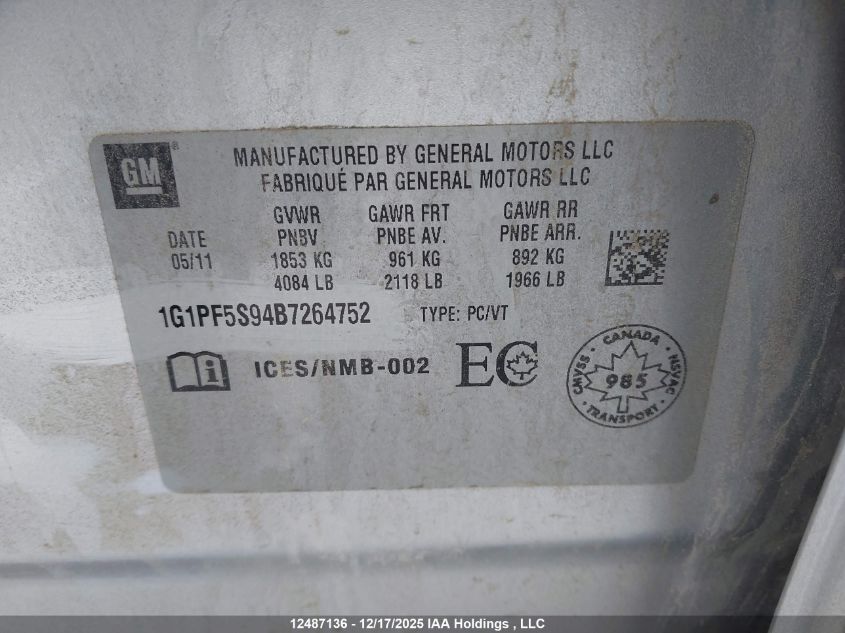 GM
MANUFACTURED BY GENERAL MOTORS LLC
FABRIQUÉ PAR GENERAL MOTORS LLC
GVWR GAWR FRT GAWR RR
DATE PNBV PNBE AV. PNBE ARR.
05/11 1853 KG 961 KG 892 KG
4084 LB 2118 LB 1966 LB
1G1PF5S94B7264752 TYPE: PC/VT
i ICES/NMB-002 EC
CANADA
CMVSS 985 NSVAC
TRANSPORT
12487136 - 12/17/2025 IAA Holdings , LLC